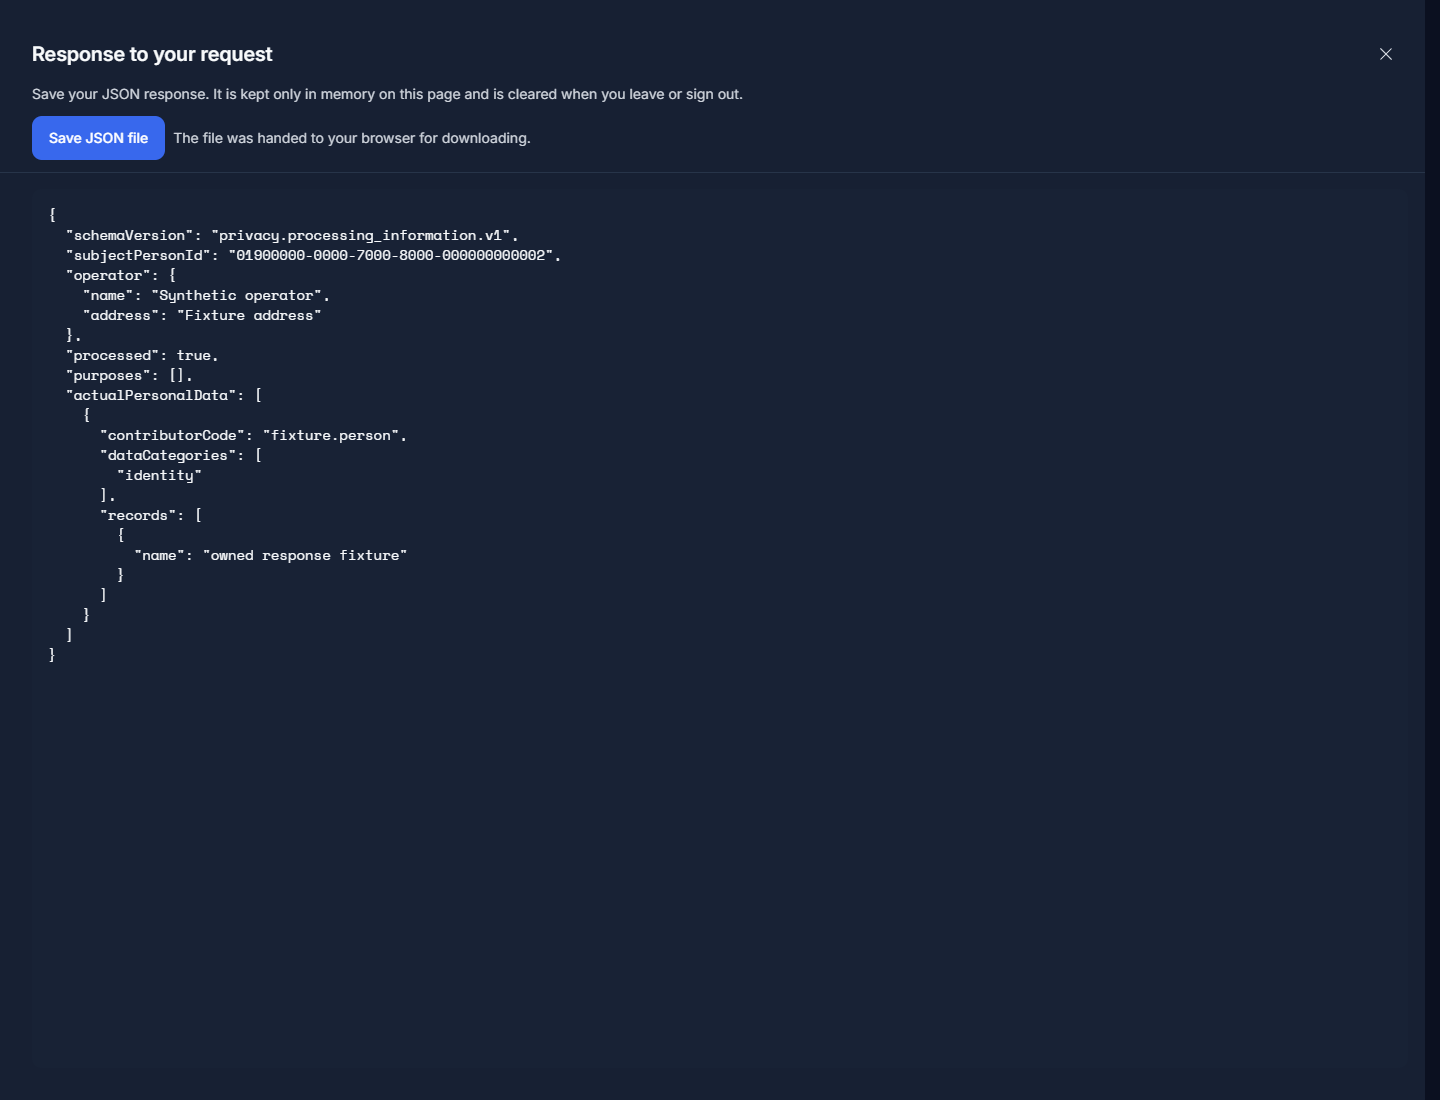 Response to your request
Save your JSON response. It is kept only in memory on this page and is cleared when you leave or sign out.
Save JSON file
The file was handed to your browser for downloading.
{
  "schemaVersion": "privacy.processing_information.v1",
  "subjectPersonId": "01900000-0000-7000-8000-000000000002",
  "operator": {
    "name": "Synthetic operator",
    "address": "Fixture address"
  },
  "processed": true,
  "purposes": [],
  "actualPersonalData": [
    {
      "contributorCode": "fixture.person",
      "dataCategories": [
        "identity"
      ],
      "records": [
        {
          "name": "owned response fixture"
        }
      ]
    }
  ]
}